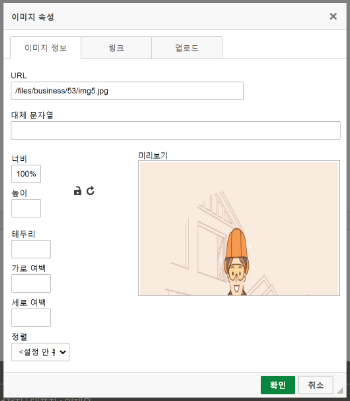 이미지 속성
이미지 정보
링크
업로드
URL
/files/business/53/img5.jpg
대체 문자열
너비
100%
높이
미리보기
테두리
가로 여백
세로 여백
정렬
<설정 안 됨
확인
취소